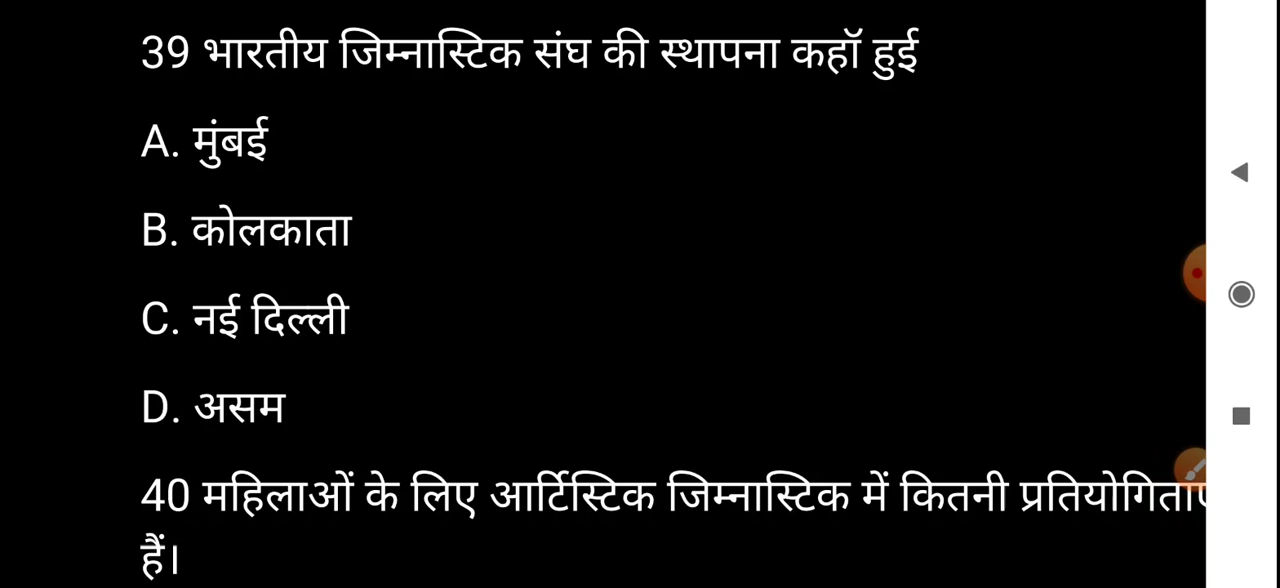 39 भारतीय जिम्नास्टिक संघ की स्थापना कहॉ हुई
A. मुंबई
B. कोलकाता
C. नई दिल्ली
D. असम
40 महिलाओं के लिए आर्टिस्टिक जिम्नास्टिक में कितनी
हैं।